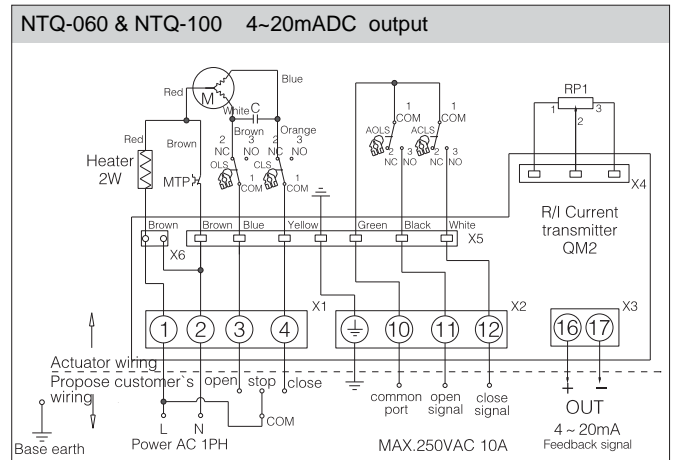 NTQ-060 & NTQ-100 4~20mADC output
Blue
Red
M
White C
RP1
1 3
2
Red
Brown
Brown
Orange
2 3
NC NO
2 3
NC NO
OLS
CLS
1
COM
1
COM
1
COM
1
COM
AOLS
ACLS
2 3
NC NO
2 3
NC NO
Heater
2W
MTP
X4
R/I Current
transmitter
QM2
Brown
Brown Blue Yellow Green Black White
X6
X5
X1
X2
X3
1 2 3 4
10 11 12
16 17
Actuator wiring
Propose customer`s
wiring
open stop close
COM
L N
Power AC 1PH
Base earth
common
port
open
signal
close
signal
MAX.250VAC 10A
+ −
OUT
4 ~ 20mA
Feedback signal